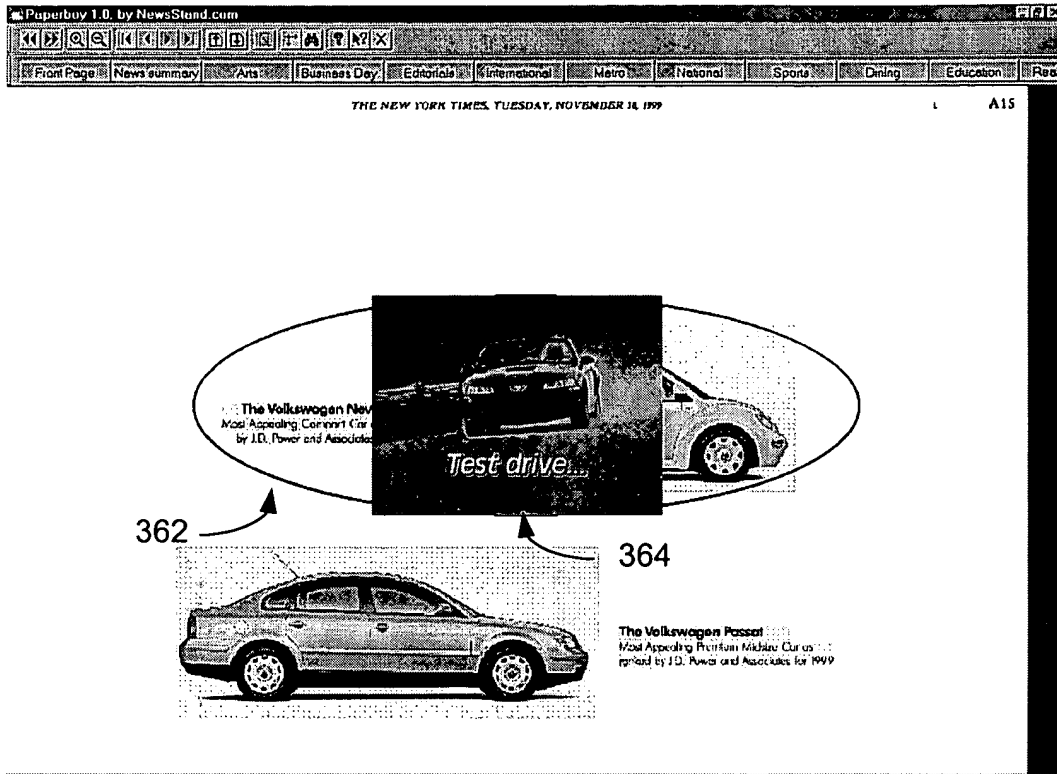 Paperboy 1.0, by NewsStand.com
Front Page News summary Arts Business Day Editorials International Metro National Sports Dining Education
THE NEW YORK TIMES, TUESDAY, NOVEMBER 1999
A15
The Volkswagen
Most Appealing Compact Car
by J.D. Power and Associates
Test drive...
362
364
The Volkswagen Passat
Most Appealing Premium Midsize Car as
ranked by J.D. Power and Associates for 1999